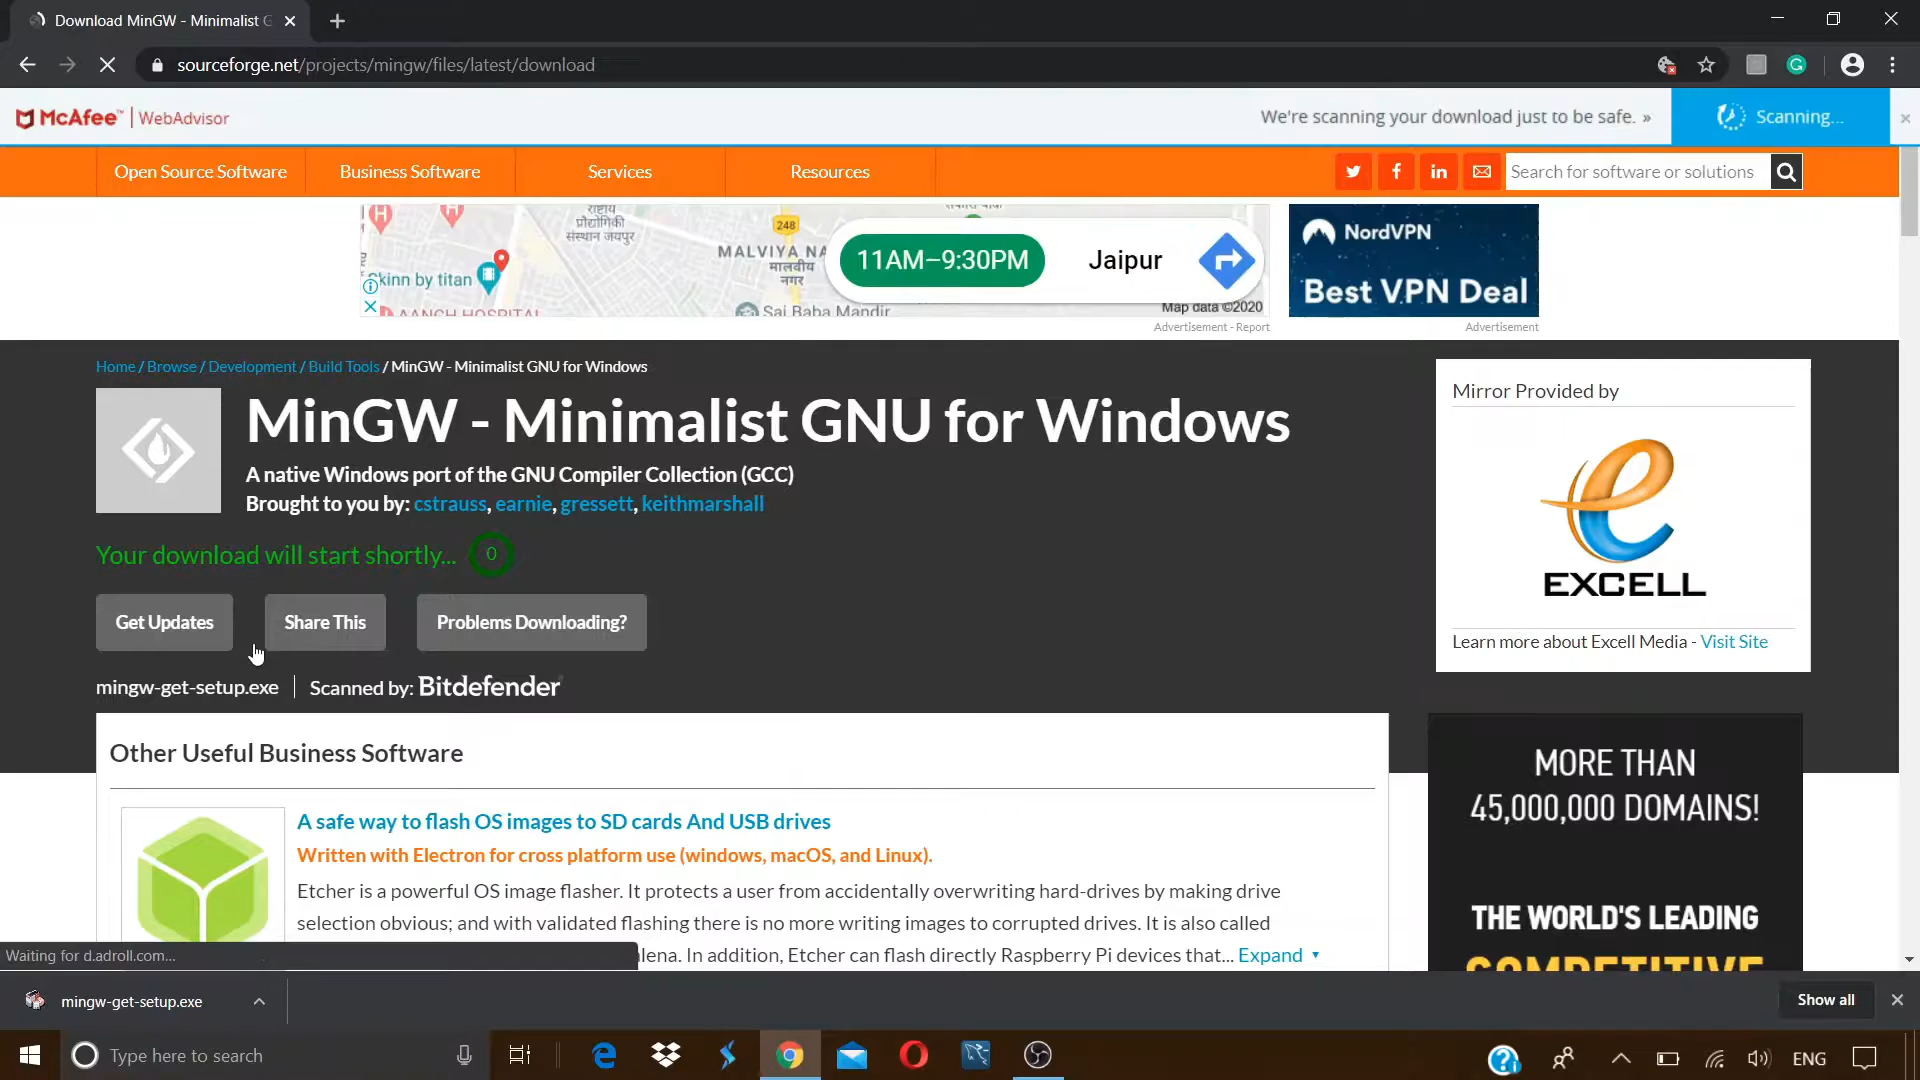 Download MinGW - Minimalist G
sourceforge.net/projects/mingw/files/latest/download
McAfee™ | WebAdvisor
We're scanning your download just to be safe. »
Scanning...
Open Source Software
Business Software
Services
Resources
Search for software or solutions
248
MALVIYA NA
मालवीय
नगर
राष्ट्रीय
प्रौद्योगिकी
संस्थान जयपुर
Skinn by titan
AANCH HOSPITAL
Sai Baba Mandir
11AM–9:30PM
Jaipur
Map data ©2020
NordVPN
Best VPN Deal
Advertisement - Report
Advertisement
Home / Browse / Development / Build Tools / MinGW - Minimalist GNU for Windows
MinGW - Minimalist GNU for Windows
A native Windows port of the GNU Compiler Collection (GCC)
Brought to you by: cstrauss, earnie, gressett, keithmarshall
Your download will start shortly... 0
Get Updates
Share This
Problems Downloading?
mingw-get-setup.exe | Scanned by: Bitdefender
Mirror Provided by
e
EXCELL
Learn more about Excell Media - Visit Site
Other Useful Business Software
A safe way to flash OS images to SD cards And USB drives
Written with Electron for cross platform use (windows, macOS, and Linux).
Etcher is a powerful OS image flasher. It protects a user from accidentally overwriting hard-drives by making drive
selection obvious; and with validated flashing there is no more writing images to corrupted drives. It is also called
lena. In addition, Etcher can flash directly Raspberry Pi devices that... Expand
MORE THAN
45,000,000 DOMAINS!
THE WORLD'S LEADING
COMPETITIVE
Waiting for d.adroll.com...
mingw-get-setup.exe
Show all
Type here to search
ENG